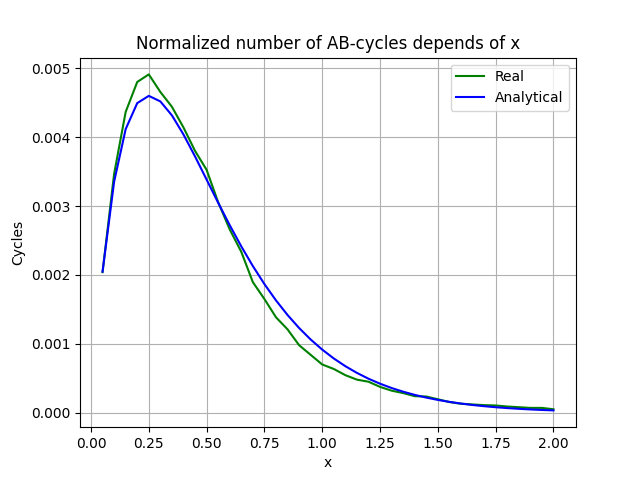 Normalized number of AB-cycles depends of x
Real
Analytical
Cycles
0.005
0.004
0.003
0.002
0.001
0.000
0.00 0.25 0.50 0.75 1.00 1.25 1.50 1.75 2.00
x